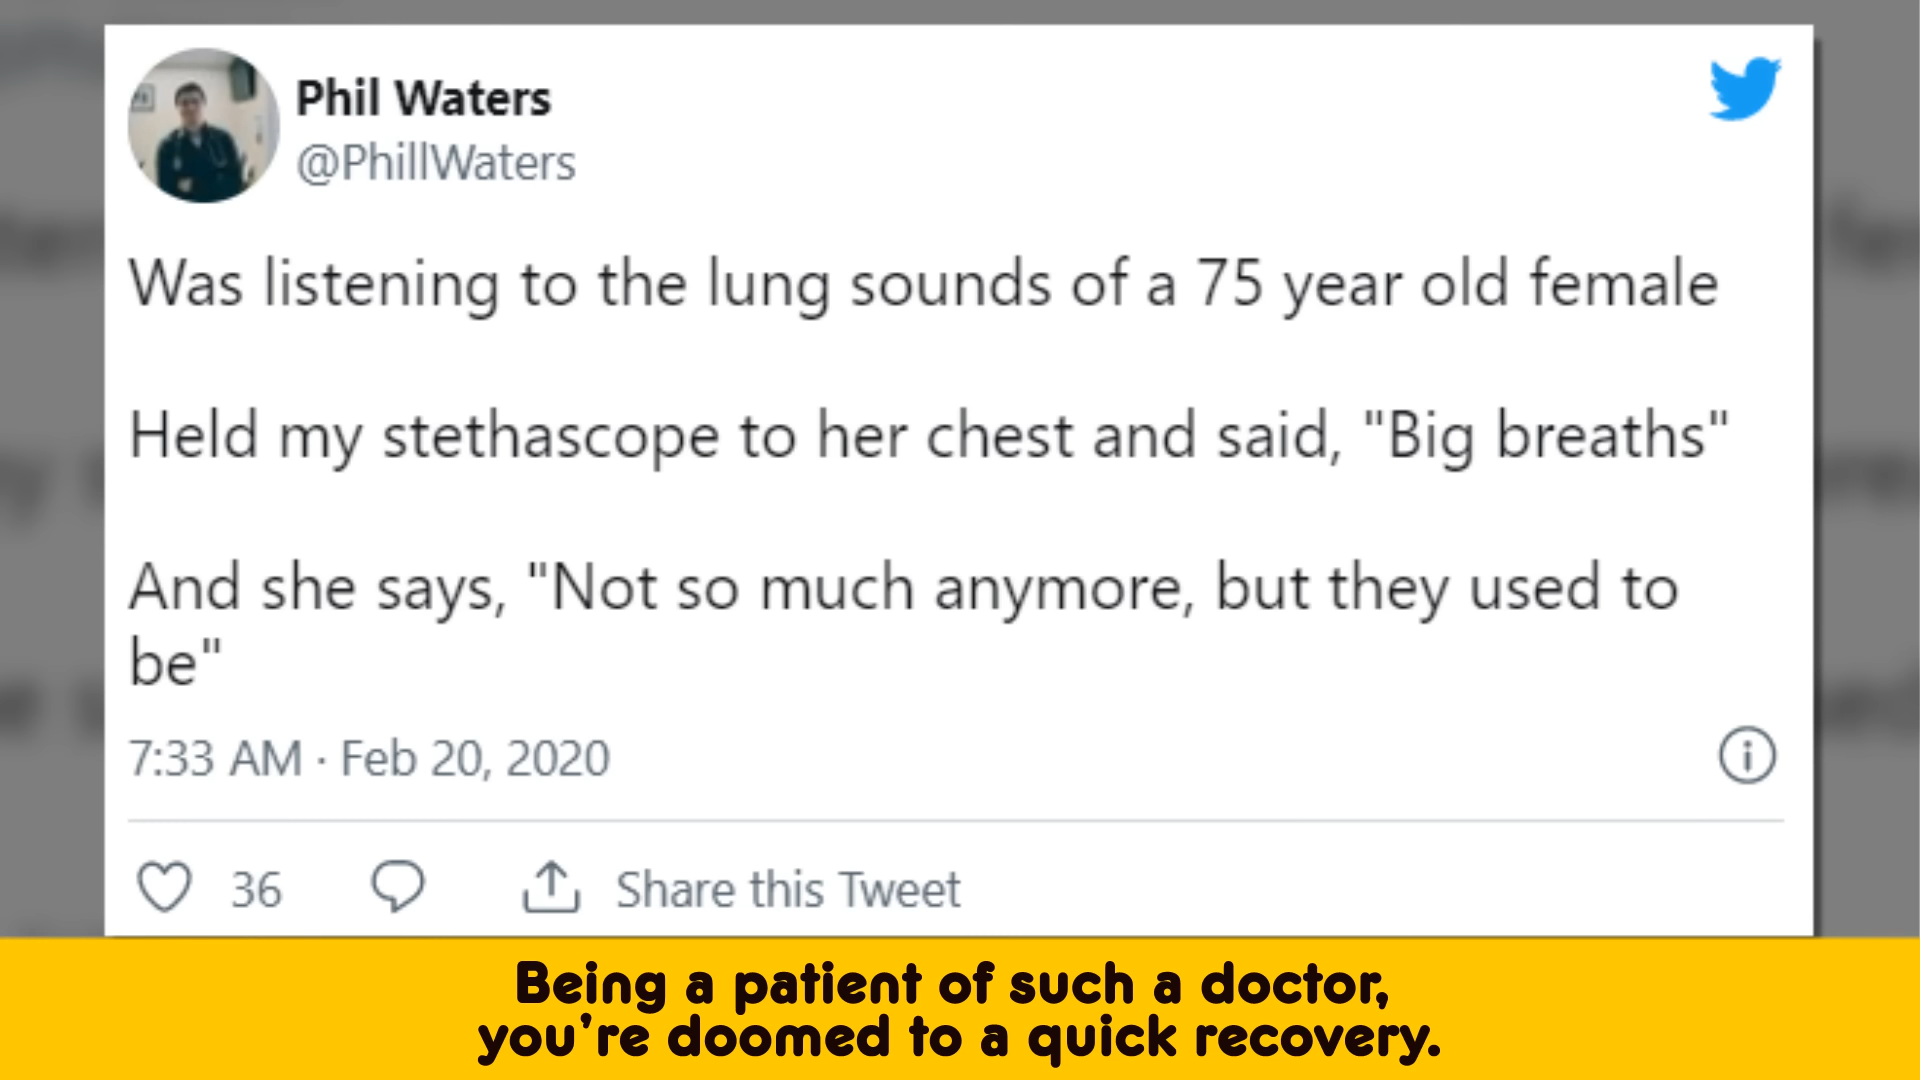 Phil Waters
@PhillWaters
Was listening to the lung sounds of a 75 year old female
Held my stethascope to her chest and said, "Big breaths"
And she says, "Not so much anymore, but they used to
be"
7:33 AM · Feb 20, 2020
36
Share this Tweet
Being a patient of such a doctor,
you're doomed to a quick recovery.